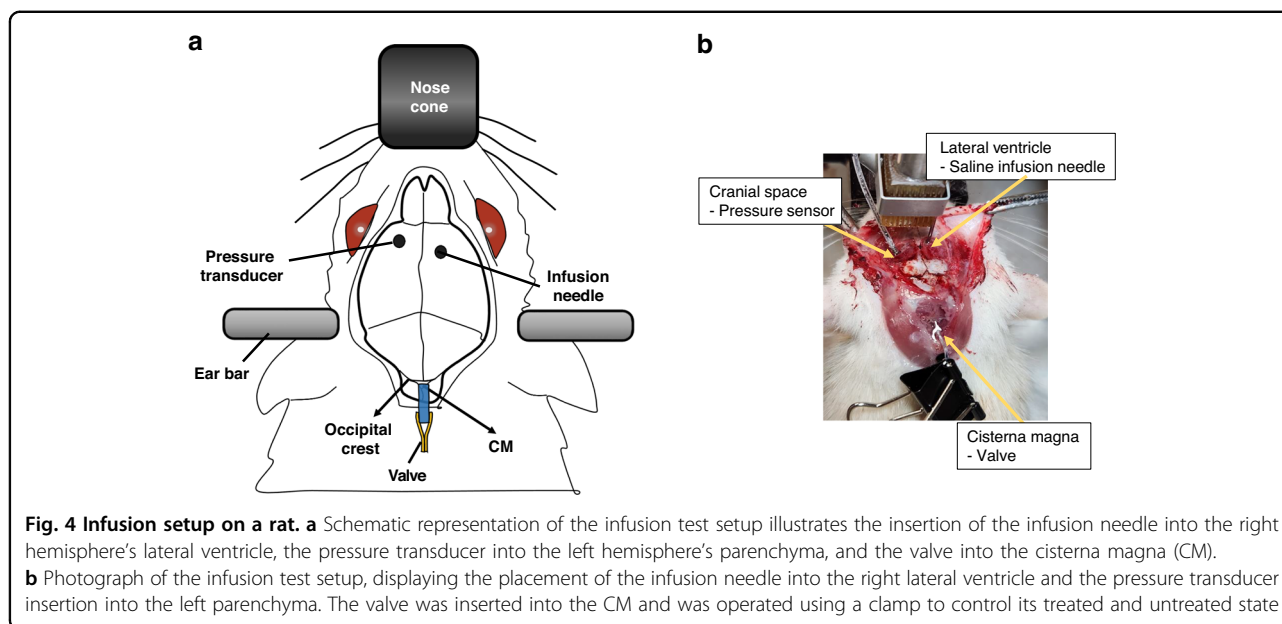 a
Nose
cone
Pressure
transducer
Infusion
needle
Ear bar
Occipital
crest
CM
Valve
b
Lateral ventricle
- Saline infusion needle
Cranial space
- Pressure sensor
Cisterna magna
- Valve
Fig. 4 Infusion setup on a rat. a Schematic representation of the infusion test setup illustrates the insertion of the infusion needle into the right
hemisphere's lateral ventricle, the pressure transducer into the left hemisphere's parenchyma, and the valve into the cisterna magna (CM).
b Photograph of the infusion test setup, displaying the placement of the infusion needle into the right lateral ventricle and the pressure transducer
insertion into the left parenchyma. The valve was inserted into the CM and was operated using a clamp to control its treated and untreated state